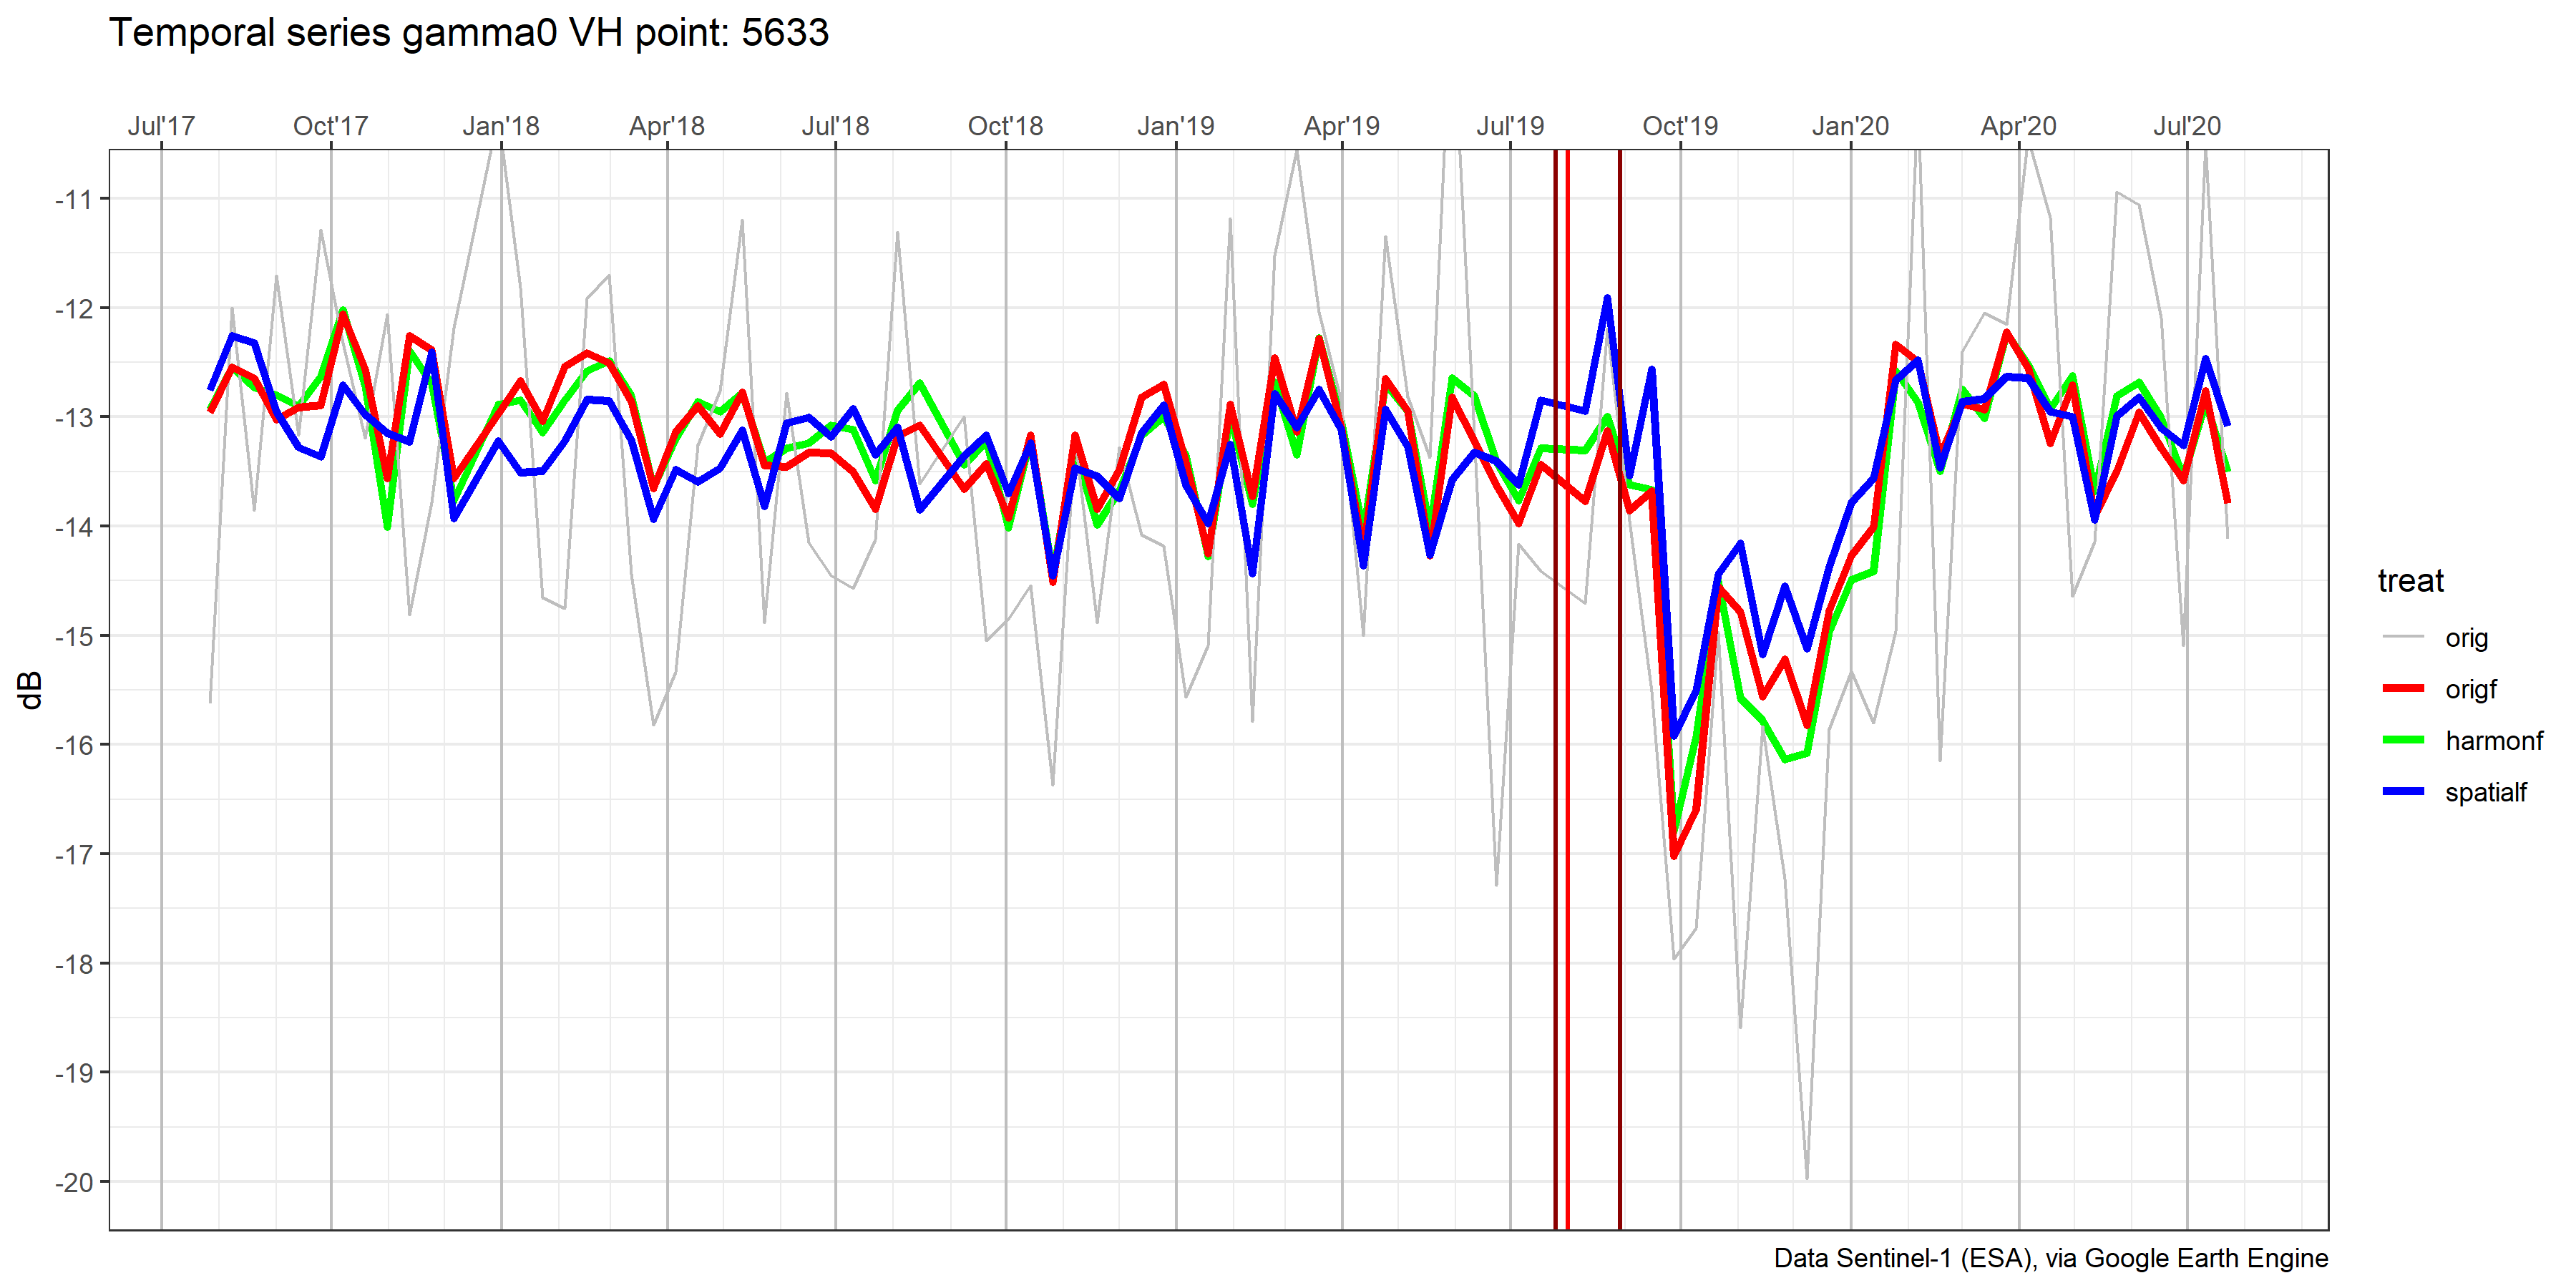 Temporal series gamma0 VH point: 5633
Jul'17 Oct'17 Jan'18 Apr'18 Jul'18 Oct'18 Jan'19 Apr'19 Jul'19 Oct'19 Jan'20 Apr'20 Jul'20
-11
-12
-13
-14
-15
-16
-17
-18
-19
-20
dB
treat
orig
origf
harmonf
spatialf
Data Sentinel-1 (ESA), via Google Earth Engine